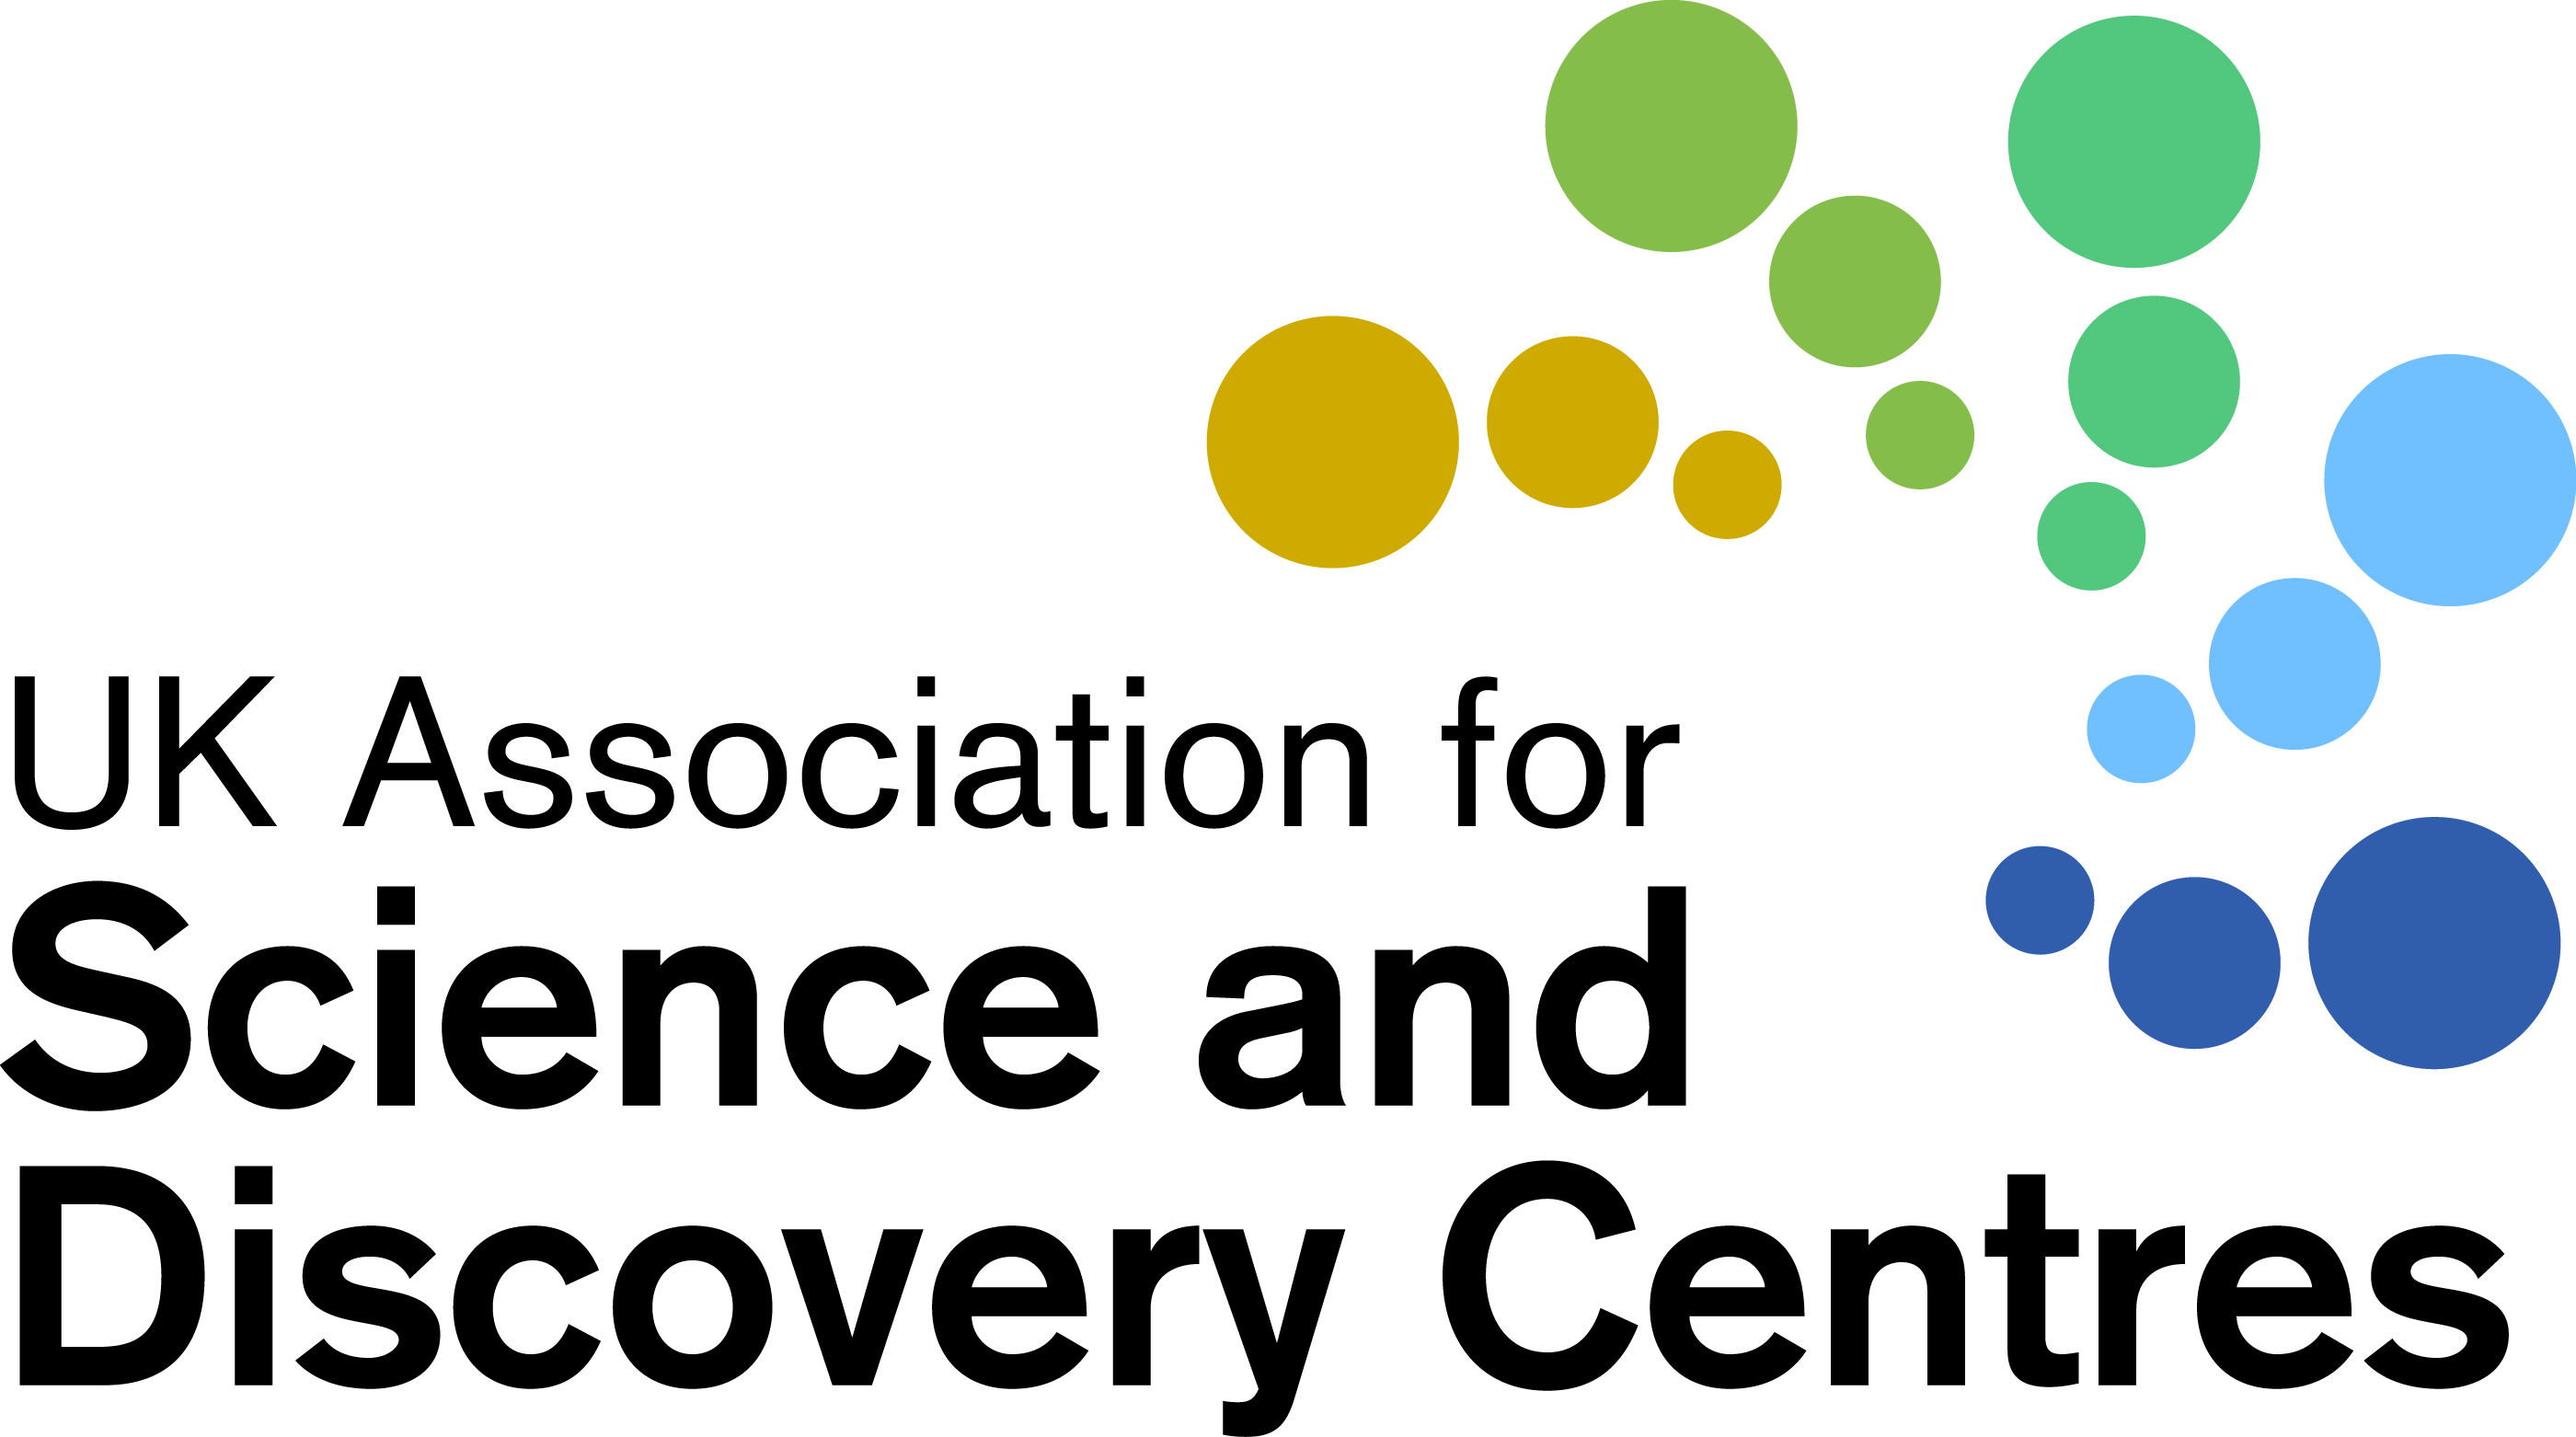 UK Association for
Science and
Discovery Centres